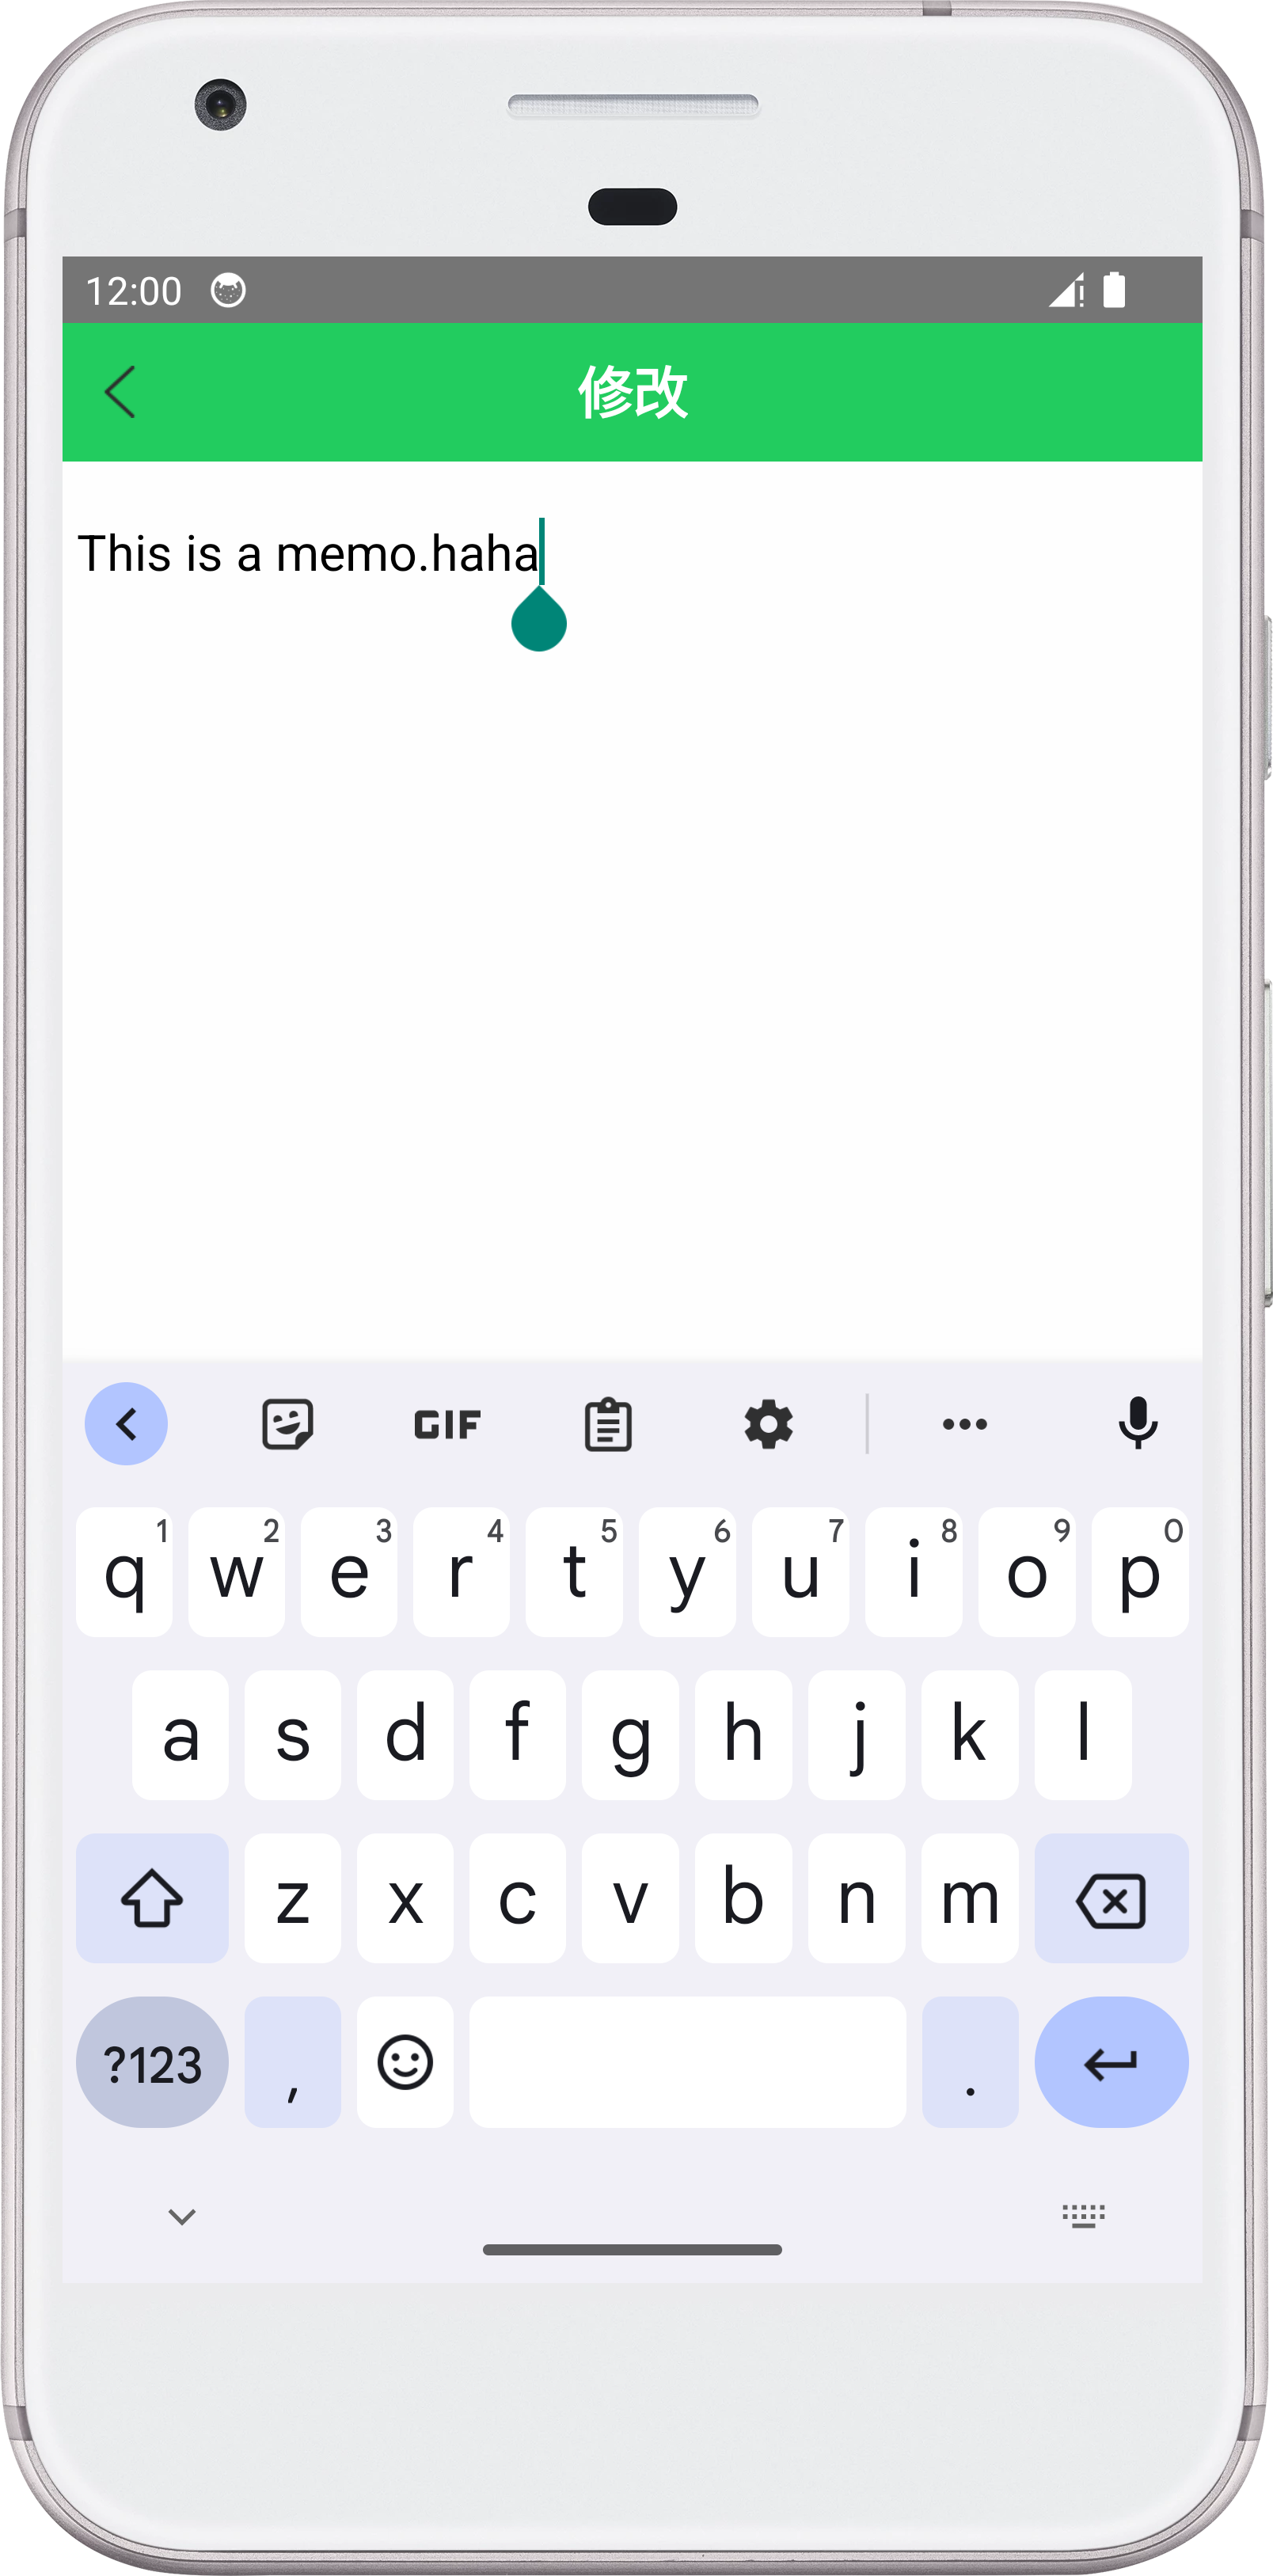 12:00
修改
This is a memo.haha
GIF
q 1 w 2 e 3 r 4 t 5 y 6 u 7 i 8 o 9 p 0
a s d f g h j k l
z x c v b n m
?123 , .